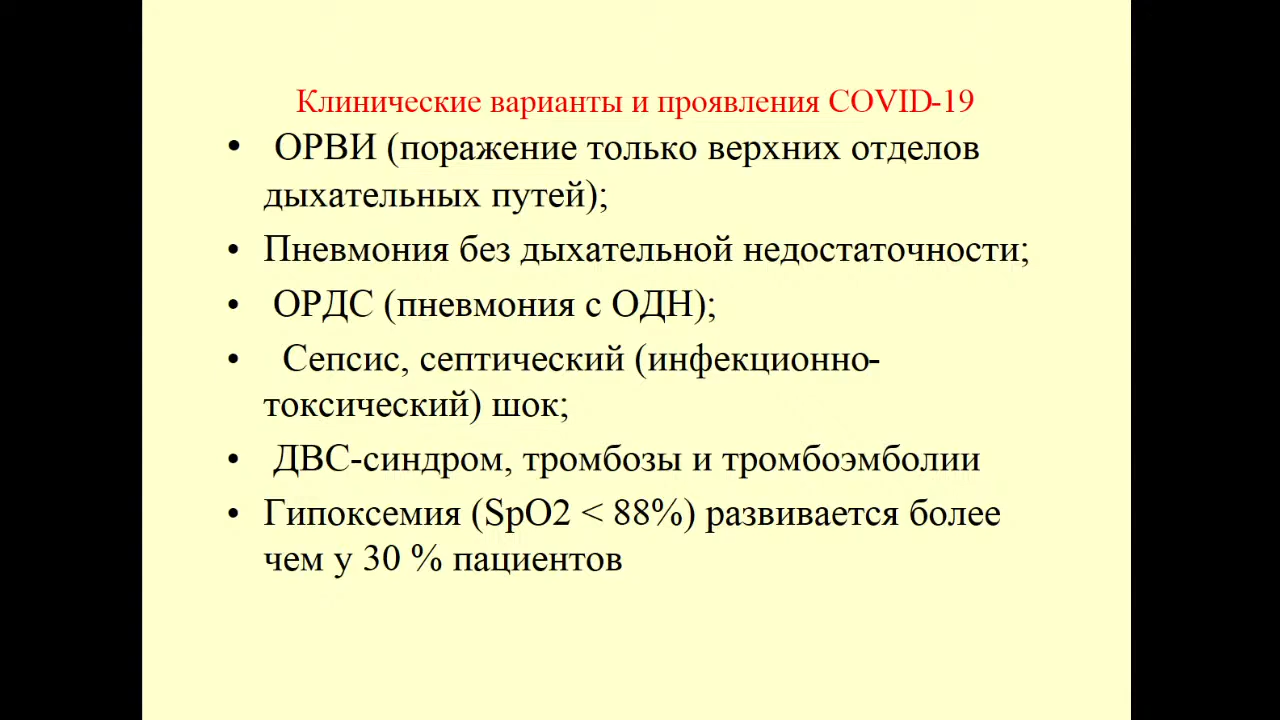 Клинические варианты и проявления COVID-19
• ОРВИ (поражение только верхних отделов
дыхательных путей);
• Пневмония без дыхательной недостаточности;
• ОРДС (пневмония с ОДН);
• Сепсис, септический (инфекционно-
токсический) шок;
• ДВС-синдром, тромбозы и тромбоэмболии
• Гипоксемия (SpO2 < 88%) развивается более
чем у 30 % пациентов